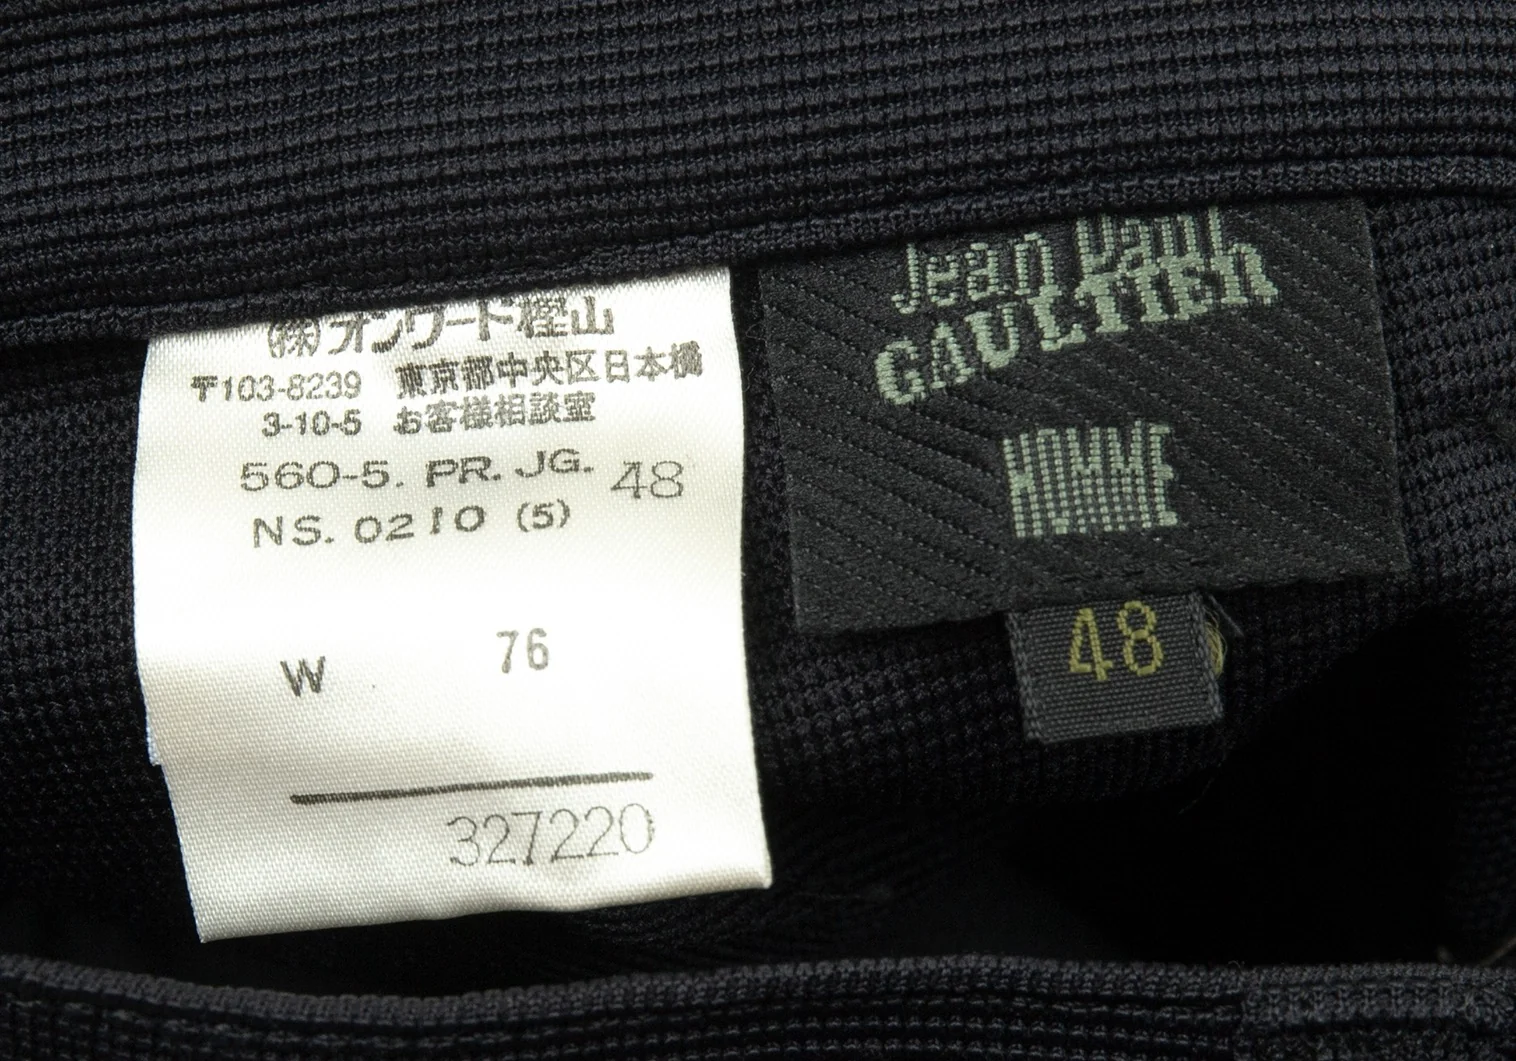 (株)オンワード樫山
〒103-8239 東京都中央区日本橋
3-10-5 お客様相談室
560-5. PR. JG. 48
NS. 0210 (5)
W 76
327220
Jean Paul
GAULTIER
HOMME
48